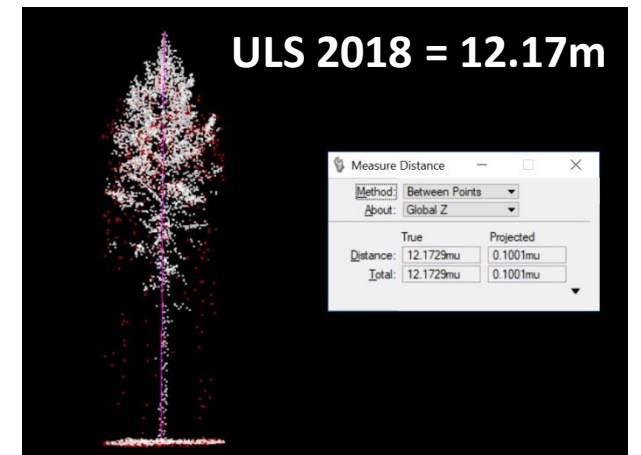 ULS 2018 = 12.17m
Measure Distance
Method: Between Points
About: Global Z
True Projected
Distance: 12.1729mu 0.1001mu
Total: 12.1729mu 0.1001mu